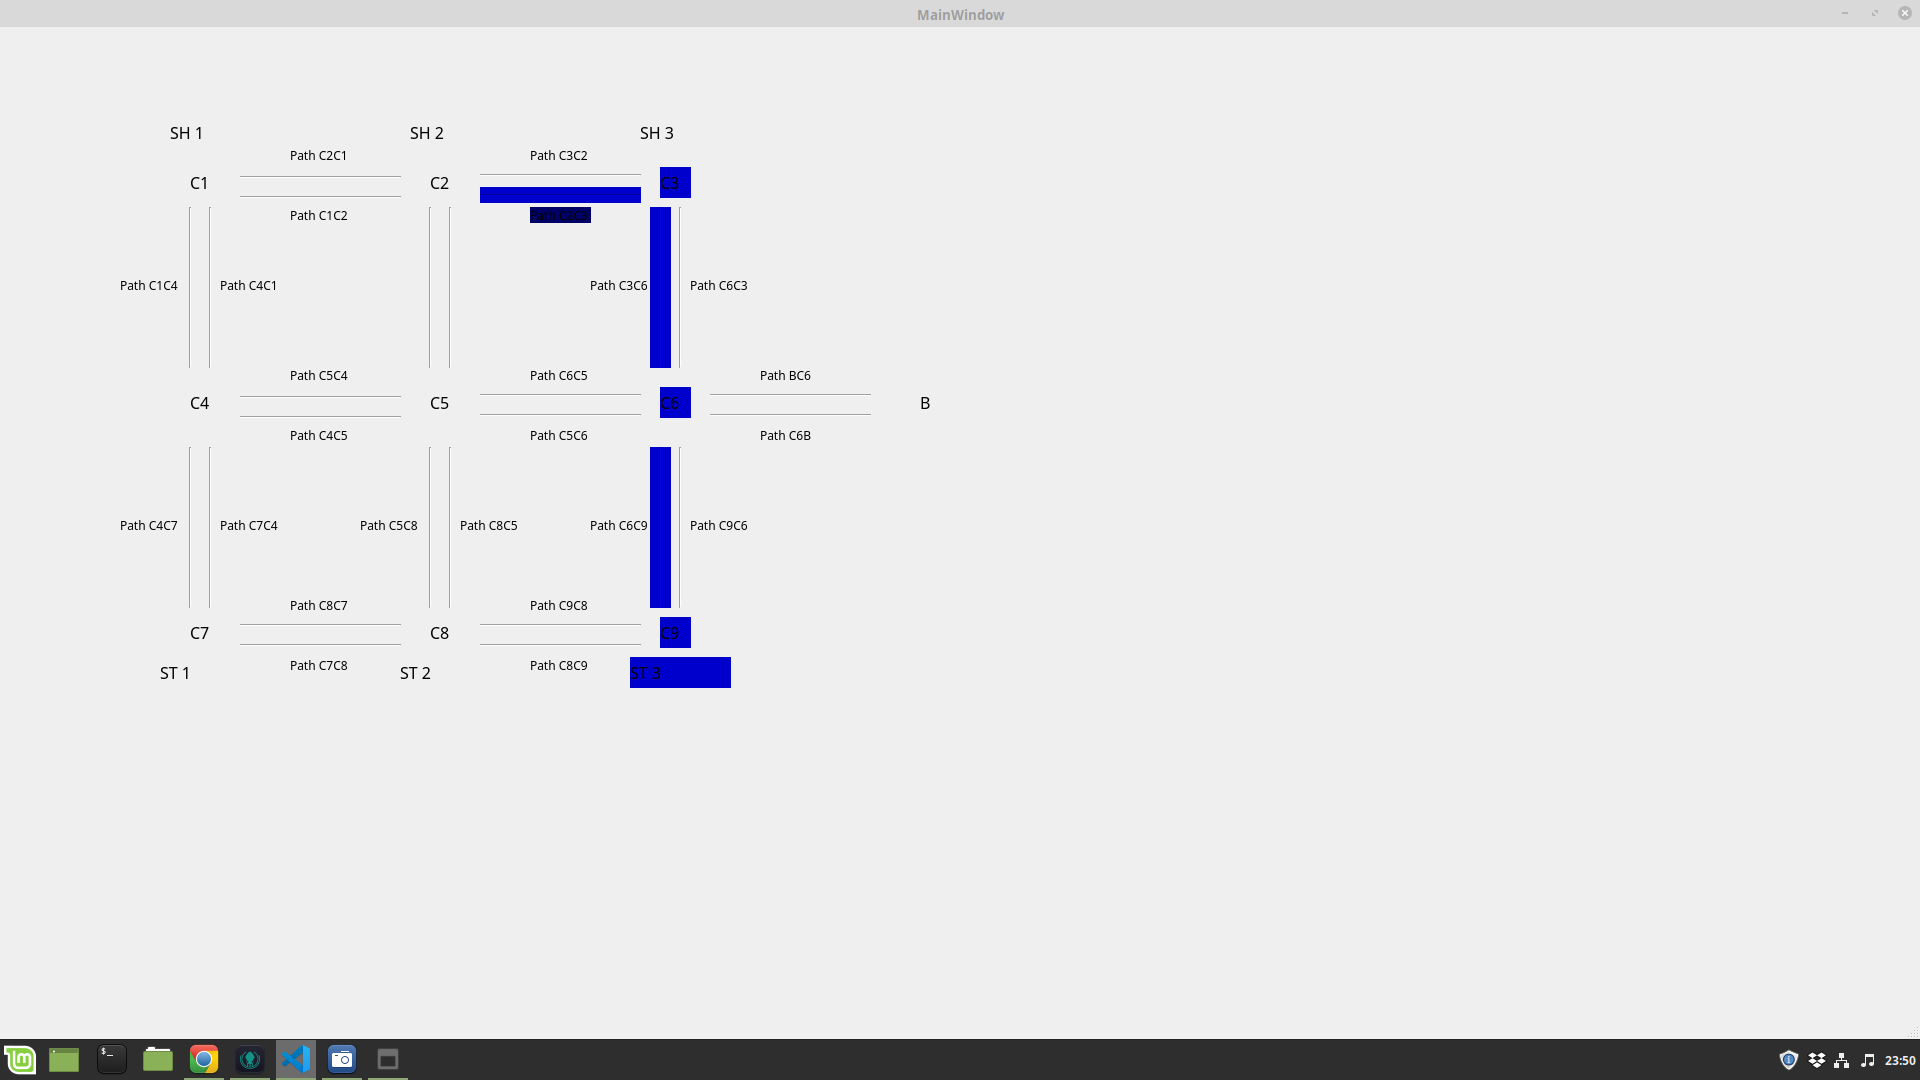 MainWindow
SH 1 SH 2 SH 3
Path C2C1 Path C3C2
C1 C2 C3
Path C1C2
Path C1C4 Path C4C1 Path C3C6 Path C6C3
Path C5C4 Path C6C5 Path BC6
C4 C5 C6 B
Path C4C5 Path C5C6 Path C6B
Path C4C7 Path C7C4 Path C5C8 Path C8C5 Path C6C9 Path C9C6
Path C8C7 Path C9C8
C7 C8 C9
Path C7C8 Path C8C9
ST 1 ST 2 ST 3
23:50